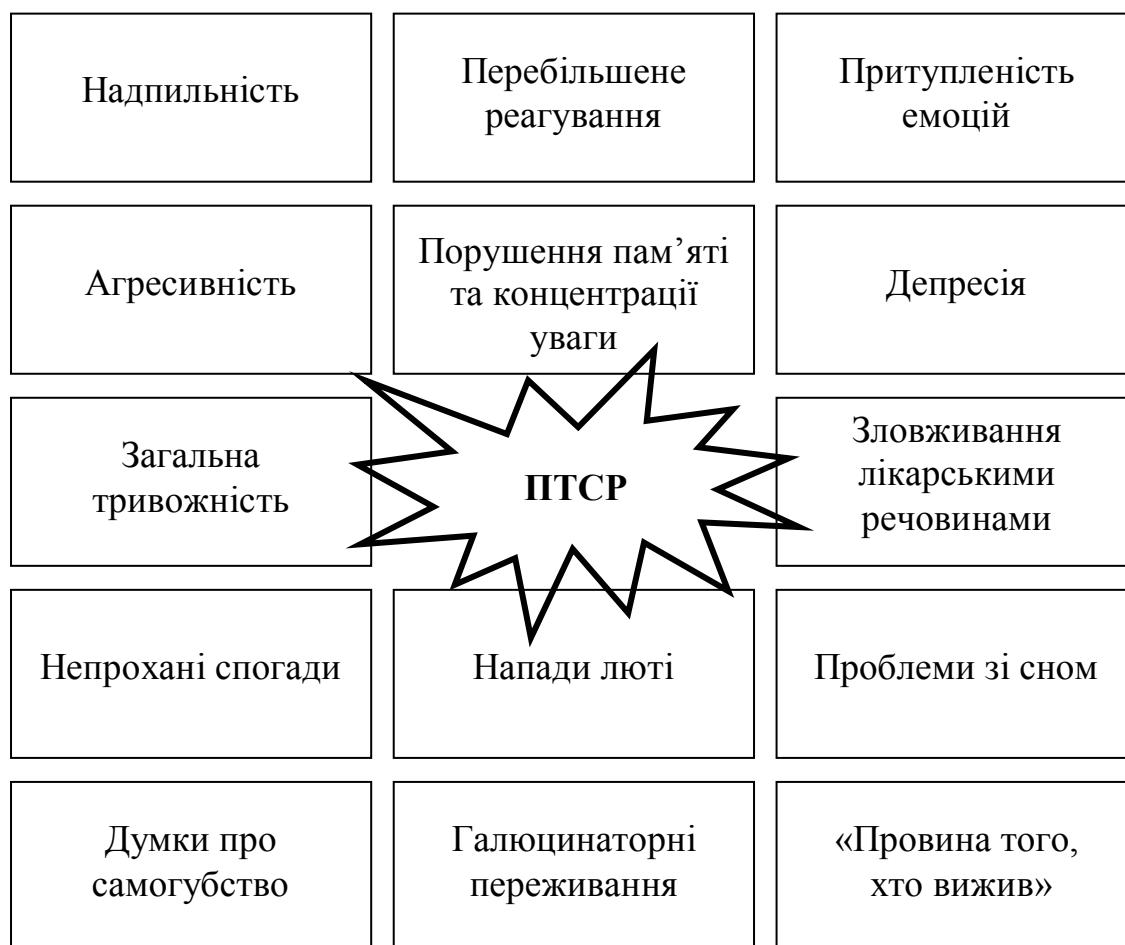 Надпильність
Перебільшене
реагування
Притупленість
емоцій
Агресивність
Порушення пам’яті
та концентрації
уваги
Депресія
Загальна
тривожність
ПТСР
Зловживання
лікарськими
речовинами
Непрохані спогади
Напади люті
Проблеми зі сном
Думки про
самогубство
Галюцинаторні
переживання
«Провина того,
хто вижив»